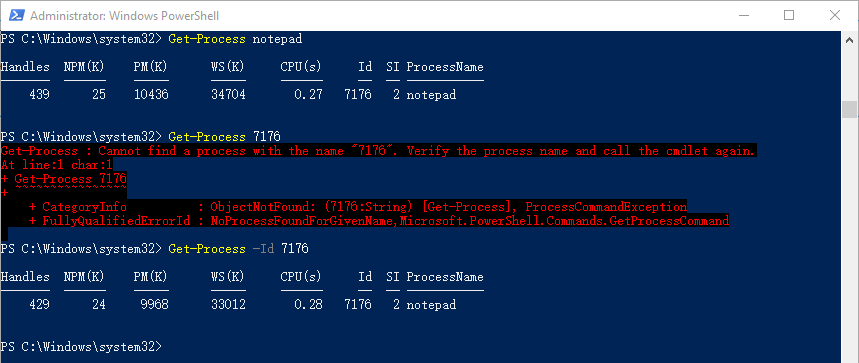 Administrator: Windows PowerShell
PS C:\Windows\system32> Get-Process notepad
Handles  NPM(K)    PM(K)      WS(K)     CPU(s)     Id  SI ProcessName
-------  ------    -----      -----     ------     --  -- -----------
    439      25    10436      34704       0.27   7176   2 notepad
PS C:\Windows\system32> Get-Process 7176
Get-Process : Cannot find a process with the name "7176". Verify the process name and call the cmdlet again.
At line:1 char:1
+ Get-Process 7176
+ ~~~~~~~~~~~~~~~~
    + CategoryInfo          : ObjectNotFound: (7176:String) [Get-Process], ProcessCommandException
    + FullyQualifiedErrorId : NoProcessFoundForGivenName,Microsoft.PowerShell.Commands.GetProcessCommand
PS C:\Windows\system32> Get-Process -Id 7176
Handles  NPM(K)    PM(K)      WS(K)     CPU(s)     Id  SI ProcessName
-------  ------    -----      -----     ------     --  -- -----------
    429      24     9968      33012       0.28   7176   2 notepad
PS C:\Windows\system32>